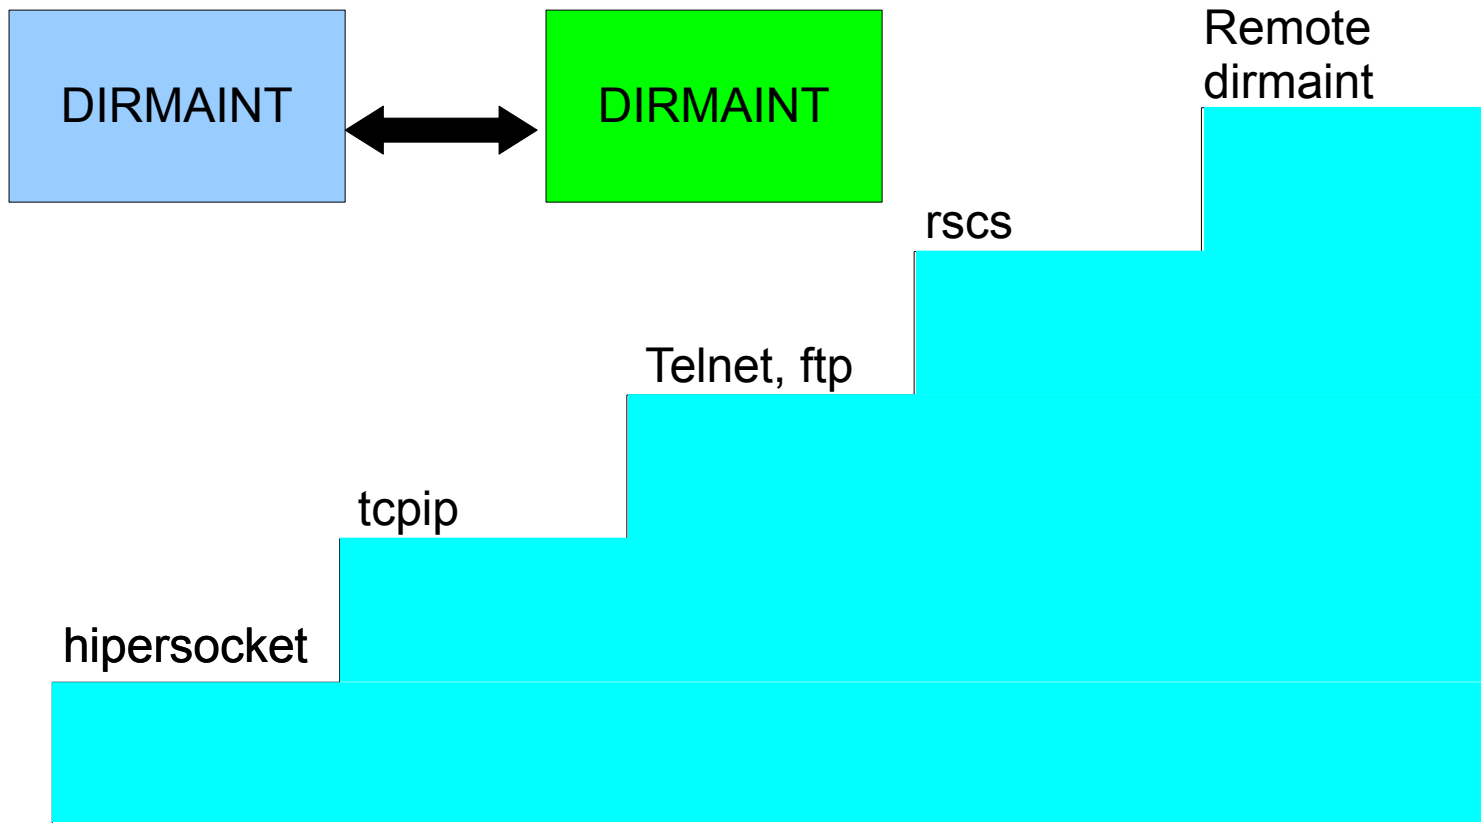 DIRMAINT
DIRMAINT
Remote
dirmaint
rscs
Telnet, ftp
tcpip
hipersocket